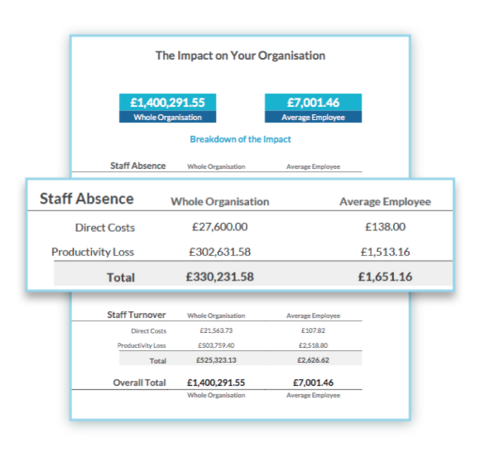 The Impact on Your Organisation
£1,400,291.55 £7,001.46
Whole Organisation Average Employee
Breakdown of the Impact
Staff Absence Whole Organisation Average Employee
Staff Absence Whole Organisation Average Employee
Direct Costs £27,600.00 £138.00
Productivity Loss £302,631.58 £1,513.16
Total £330,231.58 £1,651.16
Staff Turnover Whole Organisation Average Employee
Direct Costs £21,563.73 £107.82
Productivity Loss £503,759.40 £2,518.80
Total £525,323.13 £2,626.62
Overall Total £1,400,291.55 £7,001.46
Whole Organisation Average Employee